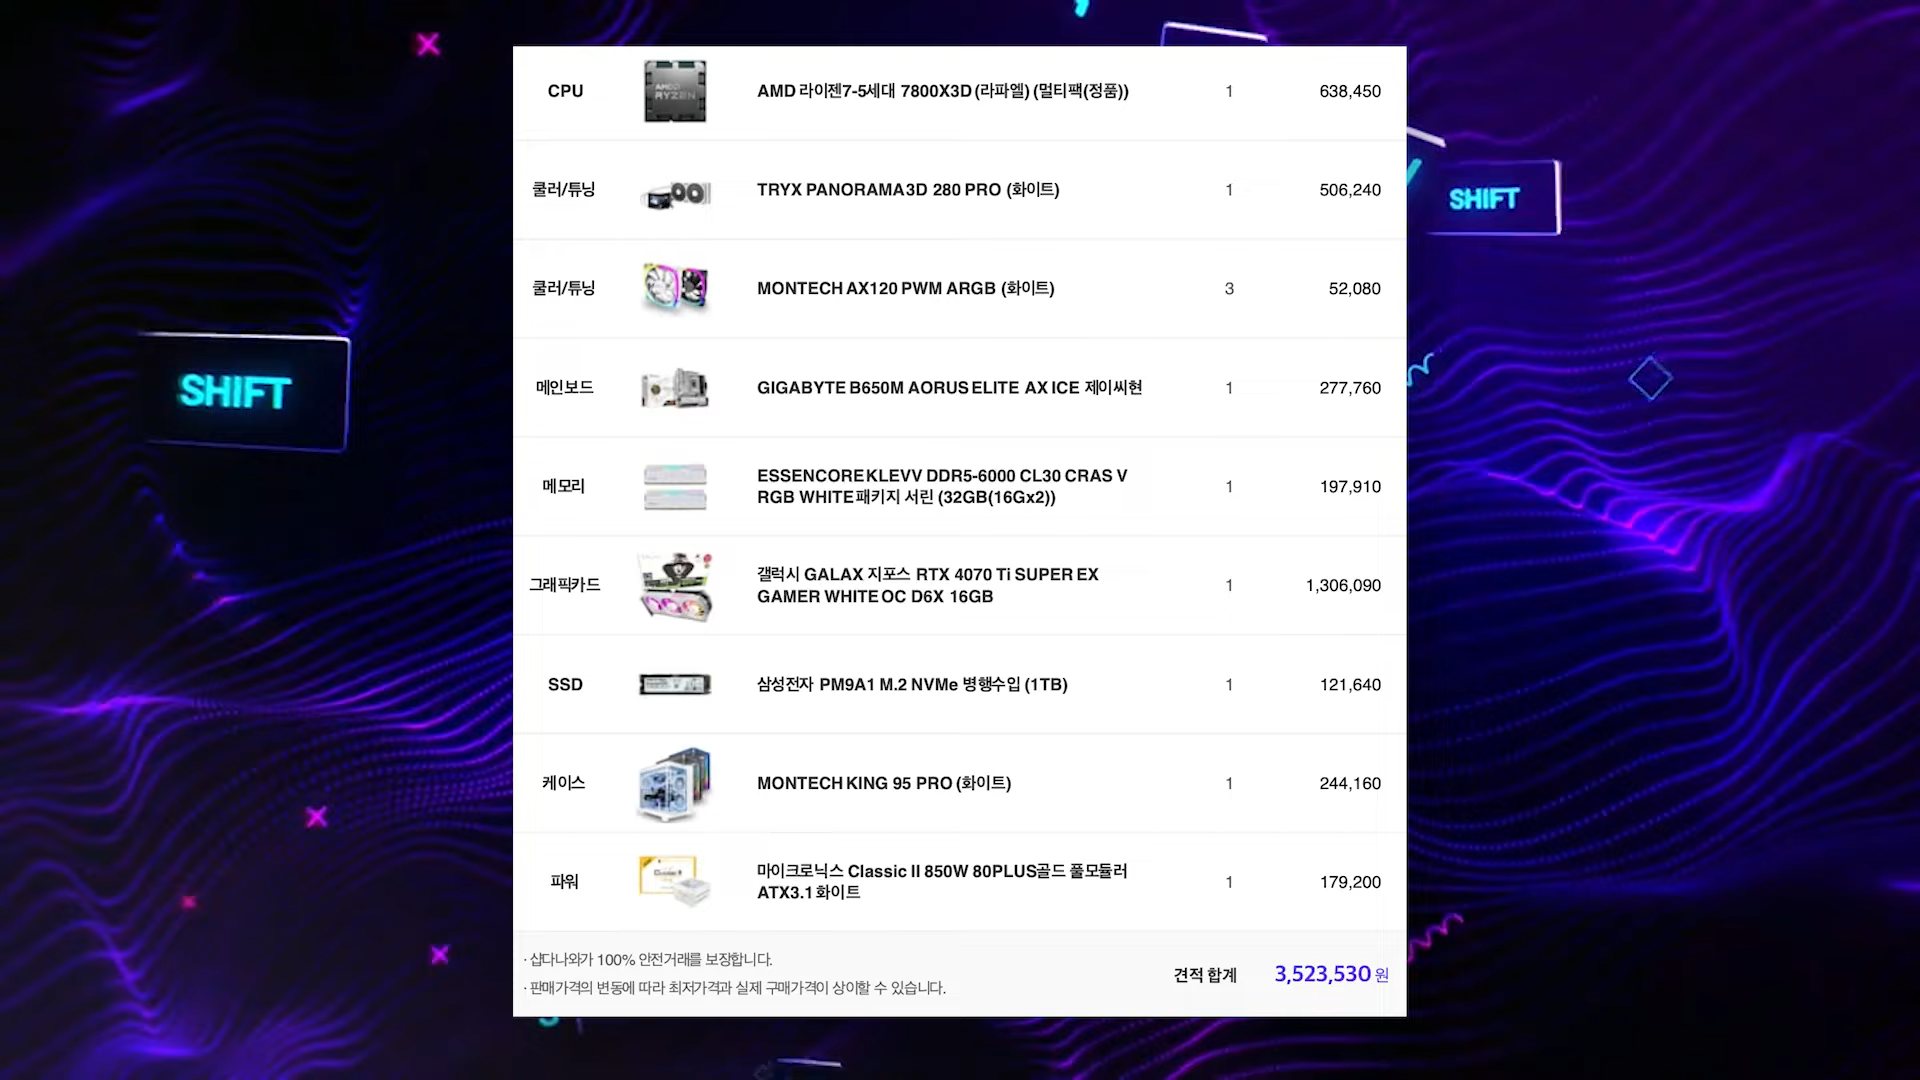 CPU
AMD 라이젠7-5세대 7800X3D (라파엘) (멀티팩(정품))
1
638,450
쿨러/튜닝
TRYX PANORAMA 3D 280 PRO (화이트)
1
506,240
쿨러/튜닝
MONTECH AX120 PWM ARGB (화이트)
3
52,080
메인보드
GIGABYTE B650M AORUS ELITE AX ICE 제이씨현
1
277,760
메모리
ESSENCORE KLEVV DDR5-6000 CL30 CRAS V
RGB WHITE 패키지 서린 (32GB(16Gx2))
1
197,910
그래픽카드
갤럭시 GALAX 지포스 RTX 4070 Ti SUPER EX
GAMER WHITE OC D6X 16GB
1
1,306,090
SSD
삼성전자 PM9A1 M.2 NVMe 병행수입 (1TB)
1
121,640
케이스
MONTECH KING 95 PRO (화이트)
1
244,160
파워
마이크로닉스 Classic II 850W 80PLUS골드 풀모듈러
ATX3.1 화이트
1
179,200
· 샵다나와가 100% 안전거래를 보장합니다.
· 판매가격의 변동에 따라 최저가격과 실제 구매가격이 상이할 수 있습니다.
견적 합계
3,523,530 원
SHIFT
SHIFT
AMD
RYZEN
Classic II